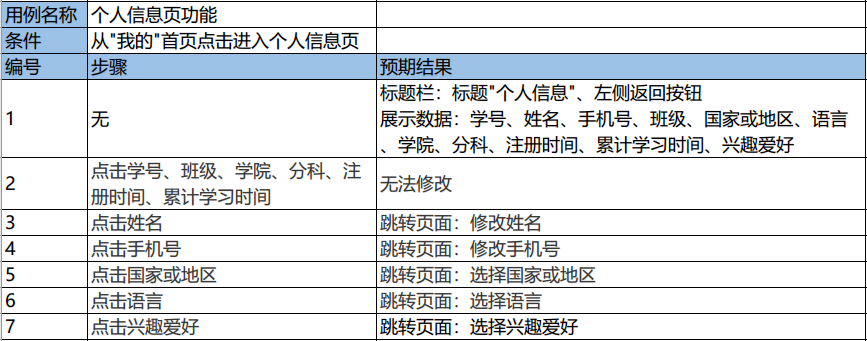 用例名称 个人信息页功能
条件 从"我的"首页点击进入个人信息页
编号 步骤 预期结果
1 无 标题栏：标题"个人信息"、左侧返回按钮
展示数据：学号、姓名、手机号、班级、国家或地区、语言
、学院、分科、注册时间、累计学习时间、兴趣爱好
2 点击学号、班级、学院、分科、注
册时间、累计学习时间 无法修改
3 点击姓名 跳转页面：修改姓名
4 点击手机号 跳转页面：修改手机号
5 点击国家或地区 跳转页面：选择国家或地区
6 点击语言 跳转页面：选择语言
7 点击兴趣爱好 跳转页面：选择兴趣爱好